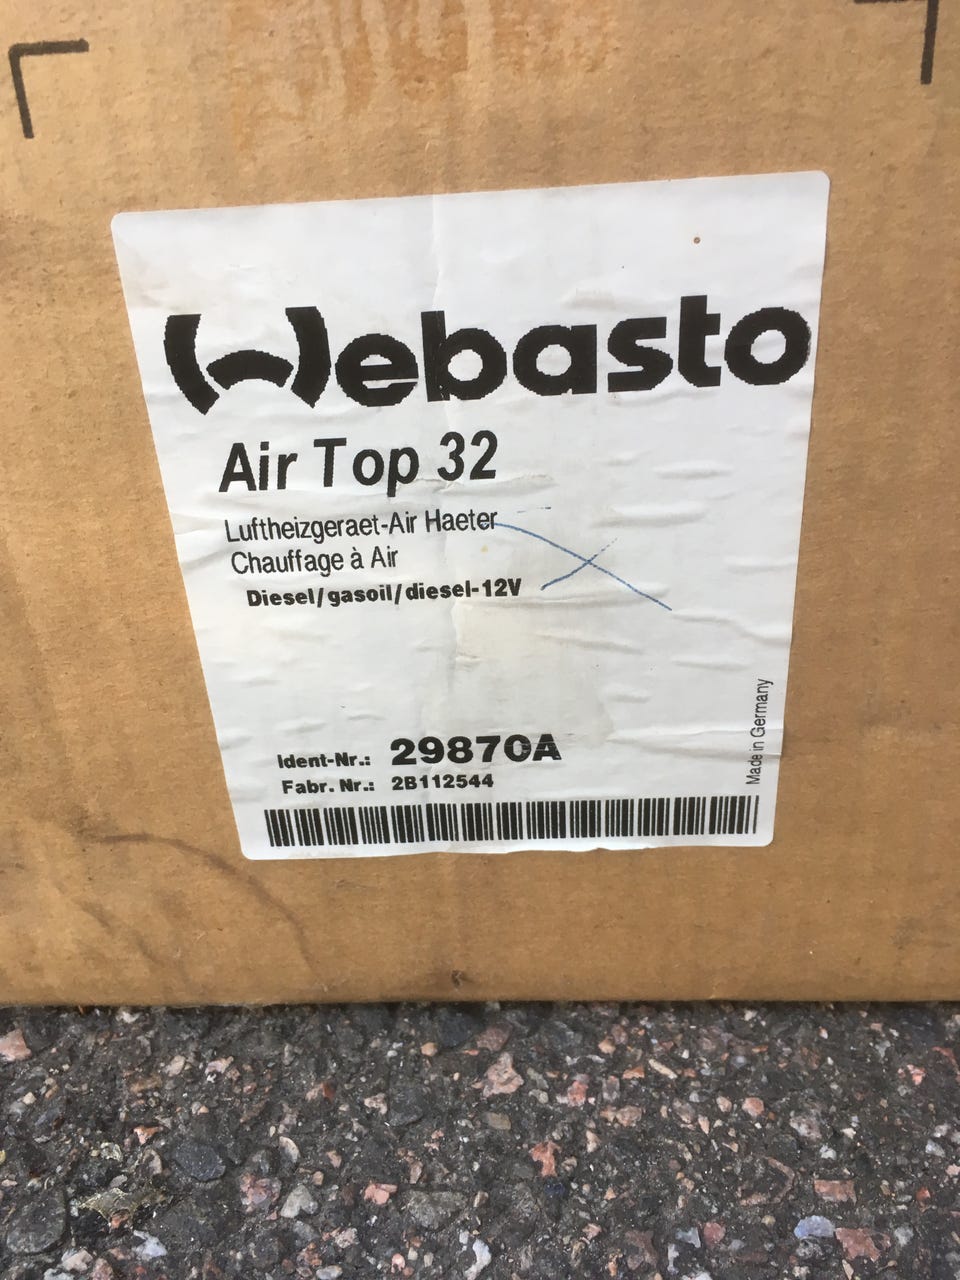 Webasto
Air Top 32
Luftheizgeraet-Air Haeter
Chauffage à Air
Diesel/gasoil/diesel-12V
Ident-Nr.: 29870A
Fabr. Nr.: 2B112544
Made in Germany